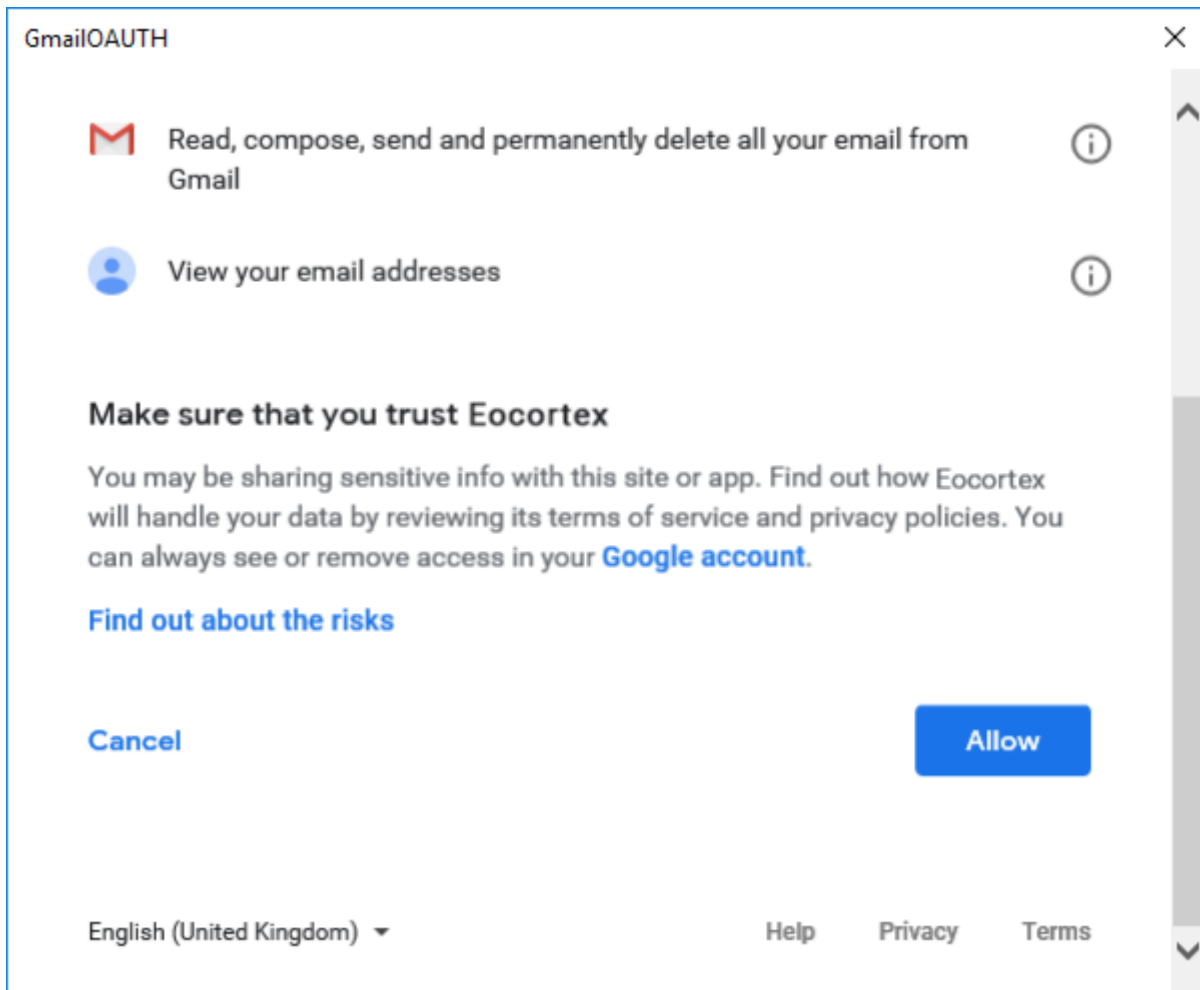 GmailOAUTH
Read, compose, send and permanently delete all your email from
Gmail
View your email addresses
Make sure that you trust Eocortex
You may be sharing sensitive info with this site or app. Find out how Eocortex
will handle your data by reviewing its terms of service and privacy policies. You
can always see or remove access in your Google account.
Find out about the risks
Cancel
Allow
English (United Kingdom)
Help Privacy Terms